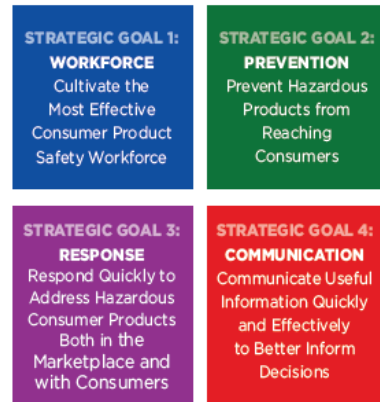 STRATEGIC GOAL 1:
WORKFORCE
Cultivate the
Most Effective
Consumer Product
Safety Workforce
STRATEGIC GOAL 2:
PREVENTION
Prevent Hazardous
Products from
Reaching
Consumers
STRATEGIC GOAL 3:
RESPONSE
Respond Quickly to
Address Hazardous
Consumer Products
Both in the
Marketplace and
with Consumers
STRATEGIC GOAL 4:
COMMUNICATION
Communicate Useful
Information Quickly
and Effectively
to Better Inform
Decisions